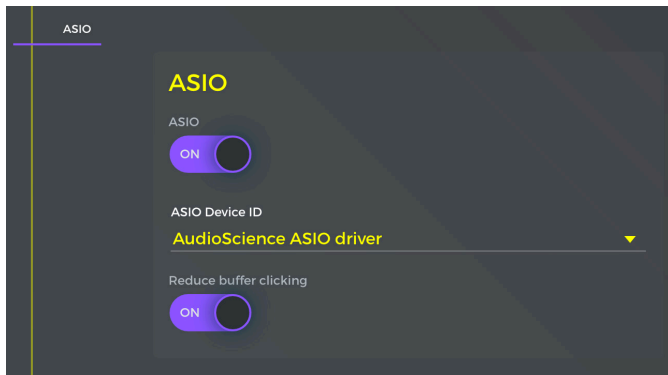 ASIO
ASIO
ASIO
ON
ASIO Device ID
AudioScience ASIO driver
Reduce buffer clicking
ON